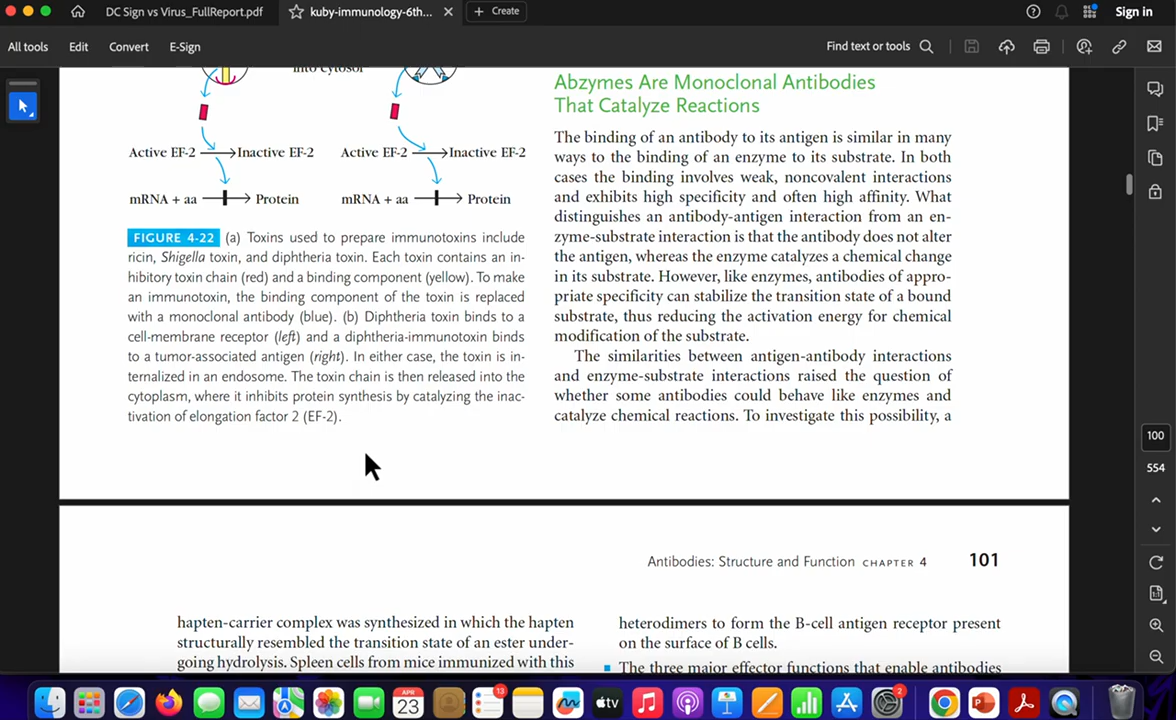 DC Sign vs Virus_FullReport.pdf
kuby-immunology-6th...
+ Create
Sign in
All tools
Edit
Convert
E-Sign
Find text or tools
into cytosol
Active EF-2
Inactive EF-2
Active EF-2
Inactive EF-2
mRNA + aa
Protein
mRNA + aa
Protein
FIGURE 4-22 (a) Toxins used to prepare immunotoxins include
ricin, Shigella toxin, and diphtheria toxin. Each toxin contains an in-
hibitory toxin chain (red) and a binding component (yellow). To make
an immunotoxin, the binding component of the toxin is replaced
with a monoclonal antibody (blue). (b) Diphtheria toxin binds to a
cell-membrane receptor (left) and a diphtheria-immunotoxin binds
to a tumor-associated antigen (right). In either case, the toxin is in-
ternalized in an endosome. The toxin chain is then released into the
cytoplasm, where it inhibits protein synthesis by catalyzing the inac-
tivation of elongation factor 2 (EF-2).
Abzymes Are Monoclonal Antibodies
That Catalyze Reactions
The binding of an antibody to its antigen is similar in many
ways to the binding of an enzyme to its substrate. In both
cases the binding involves weak, noncovalent interactions
and exhibits high specificity and often high affinity. What
distinguishes an antibody-antigen interaction from an en-
zyme-substrate interaction is that the antibody does not alter
the antigen, whereas the enzyme catalyzes a chemical change
in its substrate. However, like enzymes, antibodies of appro-
priate specificity can stabilize the transition state of a bound
substrate, thus reducing the activation energy for chemical
modification of the substrate.
The similarities between antigen-antibody interactions
and enzyme-substrate interactions raised the question of
whether some antibodies could behave like enzymes and
catalyze chemical reactions. To investigate this possibility, a
100
554
Antibodies: Structure and Function CHAPTER 4 101
hapten-carrier complex was synthesized in which the hapten
structurally resembled the transition state of an ester under-
going hydrolysis. Spleen cells from mice immunized with this
heterodimers to form the B-cell antigen receptor present
on the surface of B cells.
The three major effector functions that enable antibodies
1:1
APR
23
13
tv
2